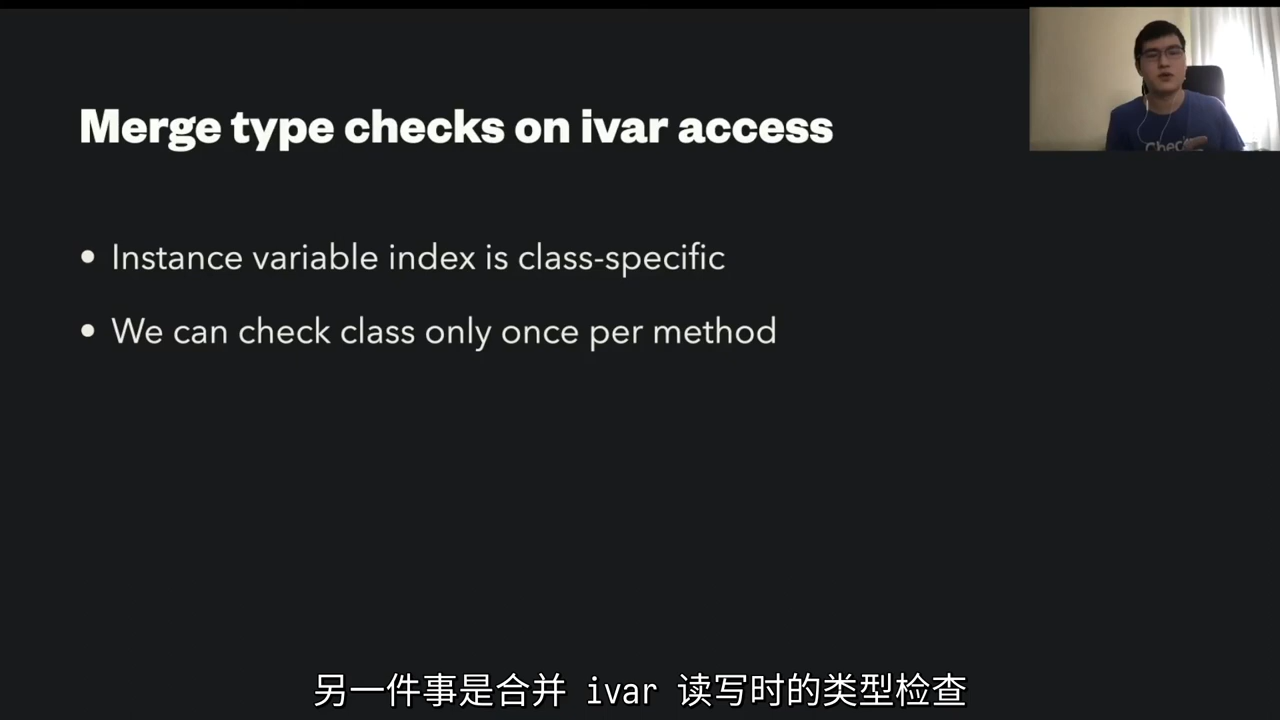 Merge type checks on ivar access
• Instance variable index is class-specific
• We can check class only once per method
Check
另一件事是合并 ivar 读写时的类型检查